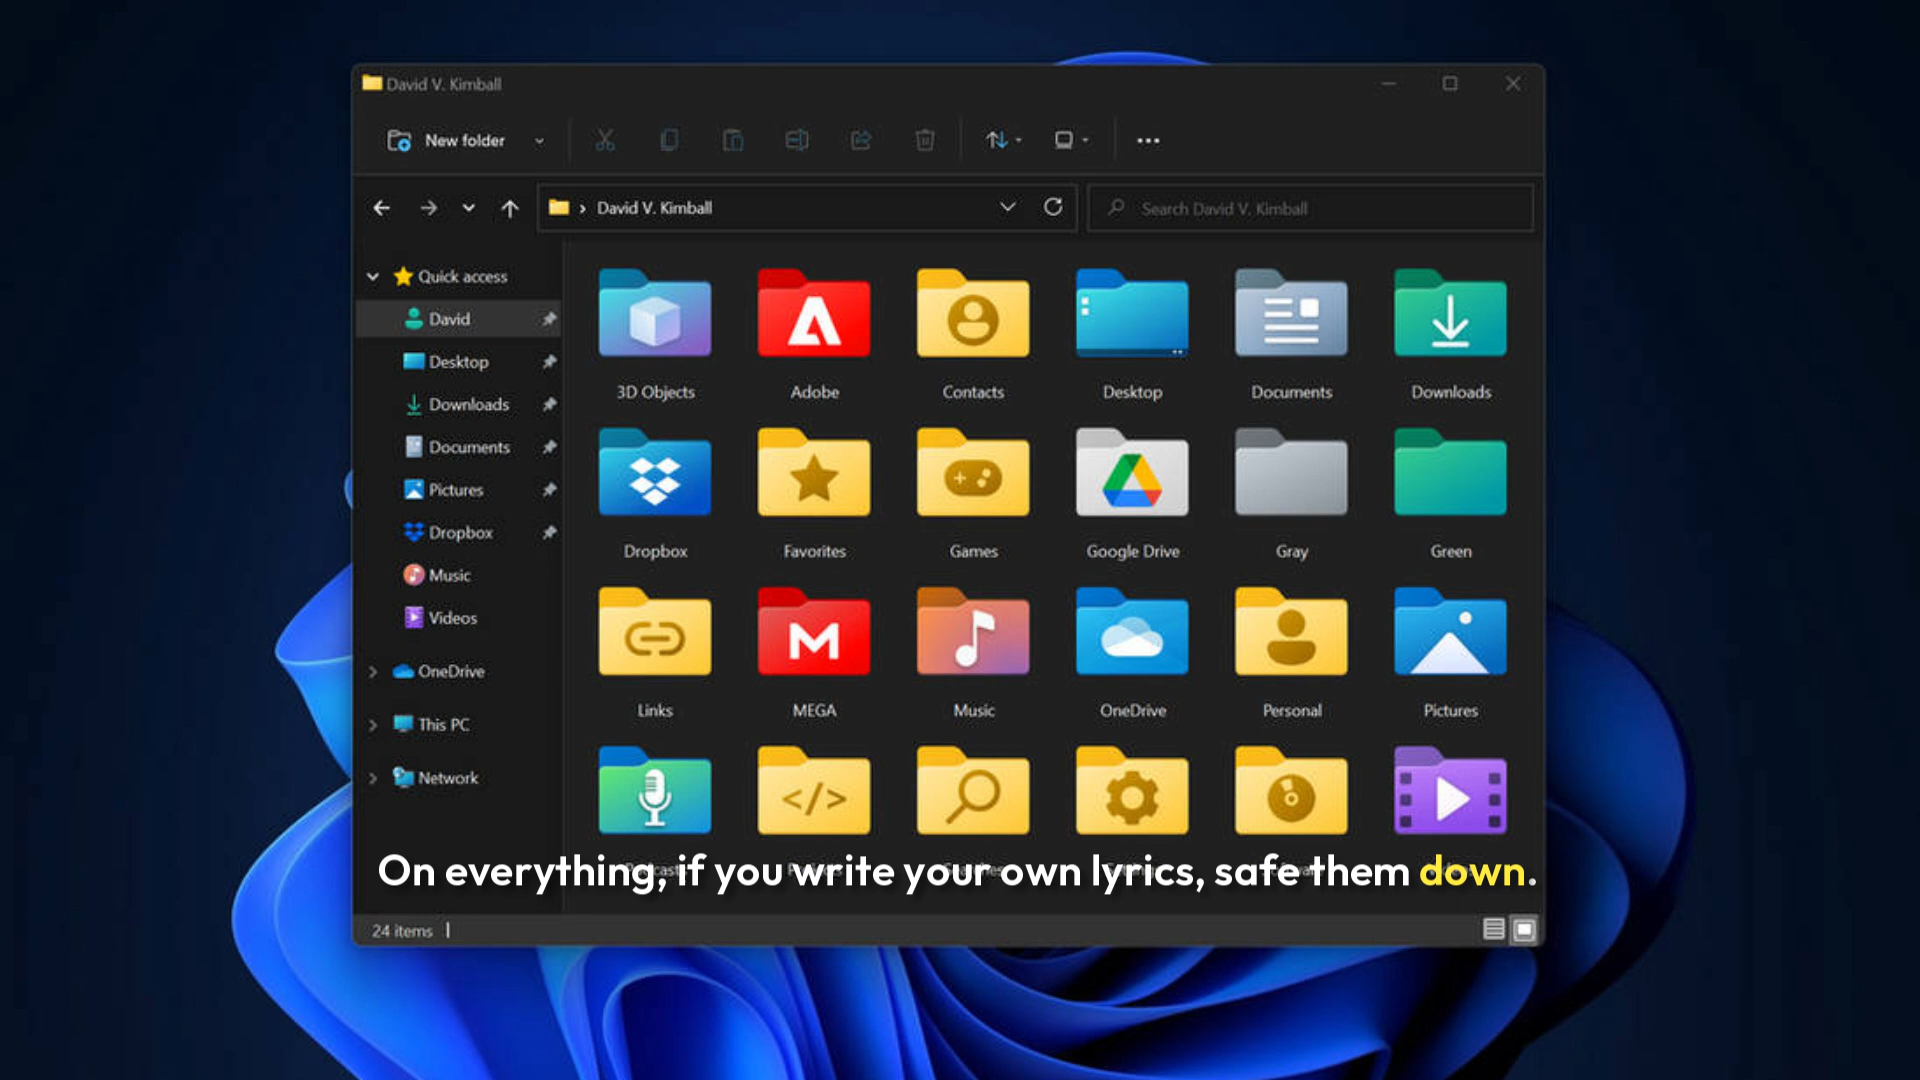 David V. Kimball
New folder
David V. Kimball
Search David V. Kimball
Quick access
David
Desktop
Downloads
Documents
Pictures
Dropbox
Music
Videos
OneDrive
This PC
Network
3D Objects
Adobe
Contacts
Desktop
Documents
Downloads
Dropbox
Favorites
Games
Google Drive
Gray
Green
Links
MEGA
Music
OneDrive
Personal
Pictures
</>
On everything, if you write your own lyrics, safe them down.
24 items